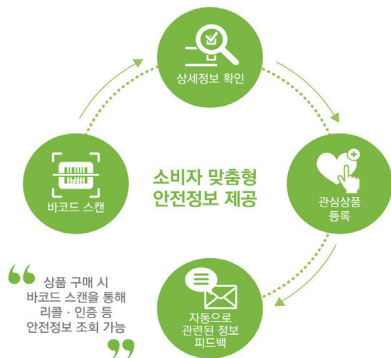 상세정보 확인
바코드 스캔
소비자 맞춤형
안전정보 제공
관심상품
등록
자동으로
관련된 정보
피드백
“
상품 구매 시
바코드 스캔을 통해
리콜 · 인증 등
안전정보 조회 가능
”